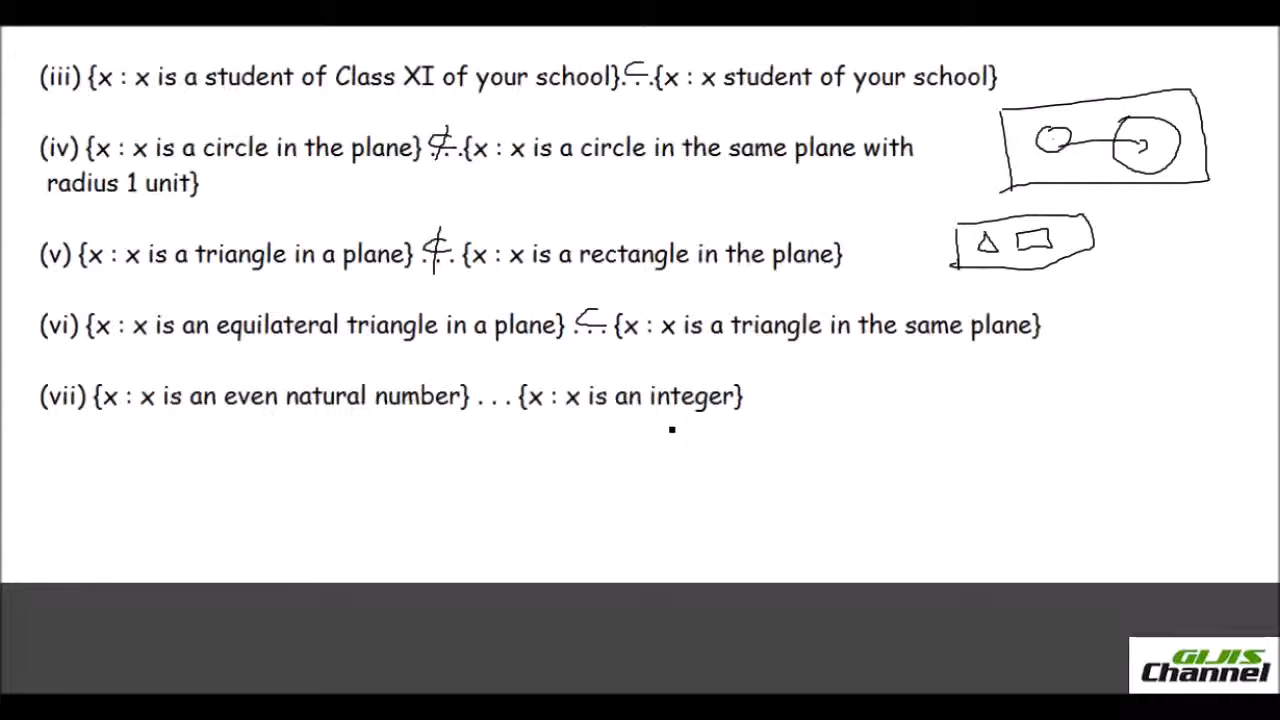 (iii) {x : x is a student of Class XI of your school}.⊂.{x : x student of your school}
(iv) {x : x is a circle in the plane} .⊄.{x : x is a circle in the same plane with
radius 1 unit}
(v) {x : x is a triangle in a plane} .⊄. {x : x is a rectangle in the plane}
(vi) {x : x is an equilateral triangle in a plane} .⊂. {x : x is a triangle in the same plane}
(vii) {x : x is an even natural number} . . . {x : x is an integer}
GIJIS
Channel